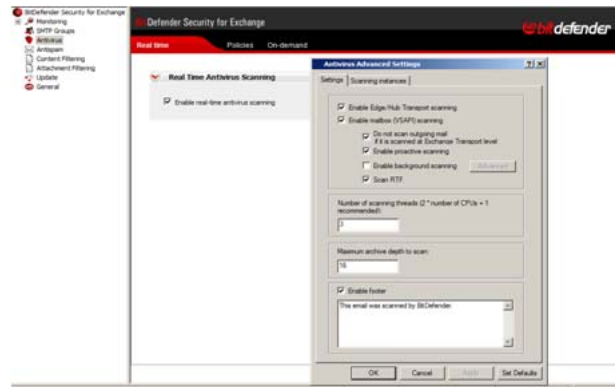 BitDefender Security for Exchange
Monitoring
SMTP Groups
Antivirus
Antispam
Content Filtering
Attachment Filtering
Update
General
BitDefender Security for Exchange
bitdefender
Real time
Policies
On-demand
Real Time Antivirus Scanning
Enable real-time antivirus scanning
Antivirus Advanced Settings
Settings
Scanning instances
Enable Edge/Hub Transport scanning
Enable mailbox (VSAPI) scanning
Do not scan outgoing mail
if it is scanned at Exchange Transport level
Enable proactive scanning
Enable background scanning
Advanced
Scan RTF
Number of scanning threads (2 * number of CPUs + 1
recommended):
3
Maximum archive depth to scan:
16
Enable footer
This email was scanned by BitDefender.
OK
Cancel
Apply
Set Defaults